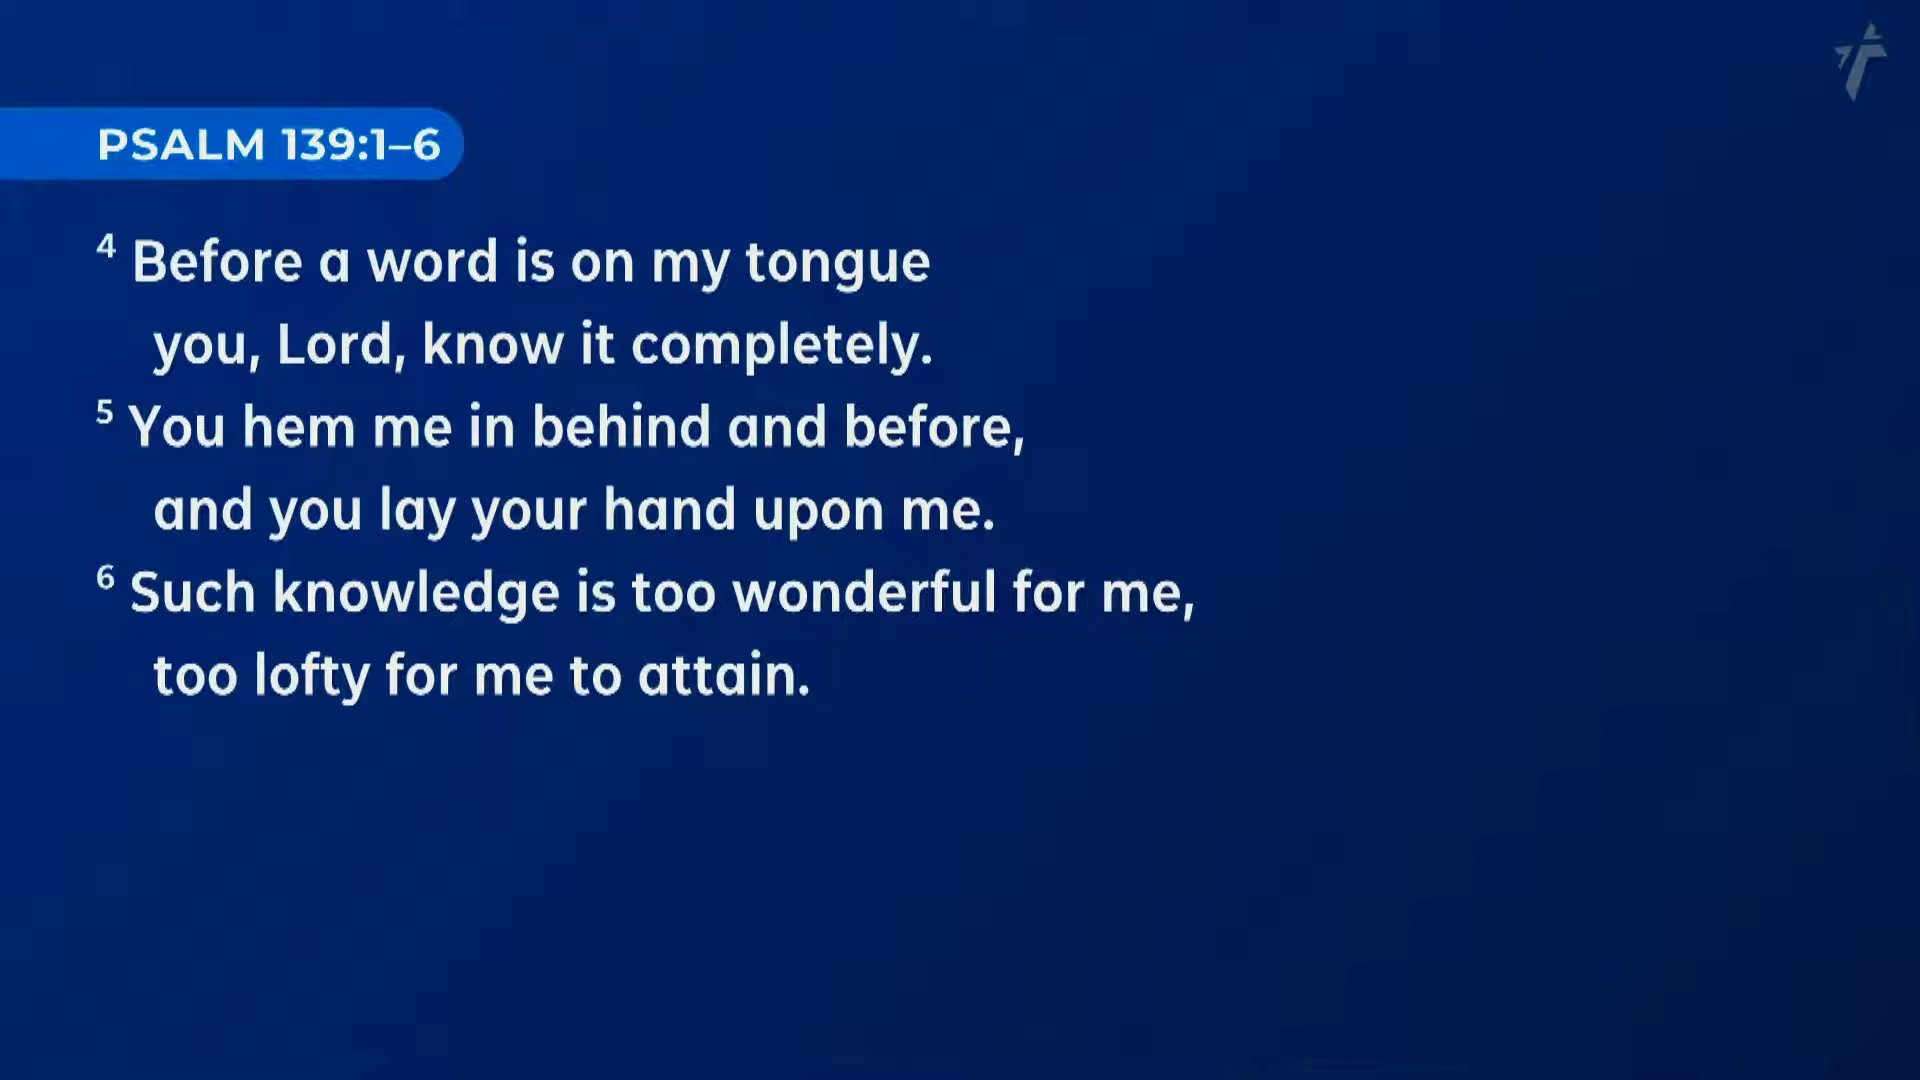 PSALM 139:1–6
4 Before a word is on my tongue
you, Lord, know it completely.
5 You hem me in behind and before,
and you lay your hand upon me.
6 Such knowledge is too wonderful for me,
too lofty for me to attain.